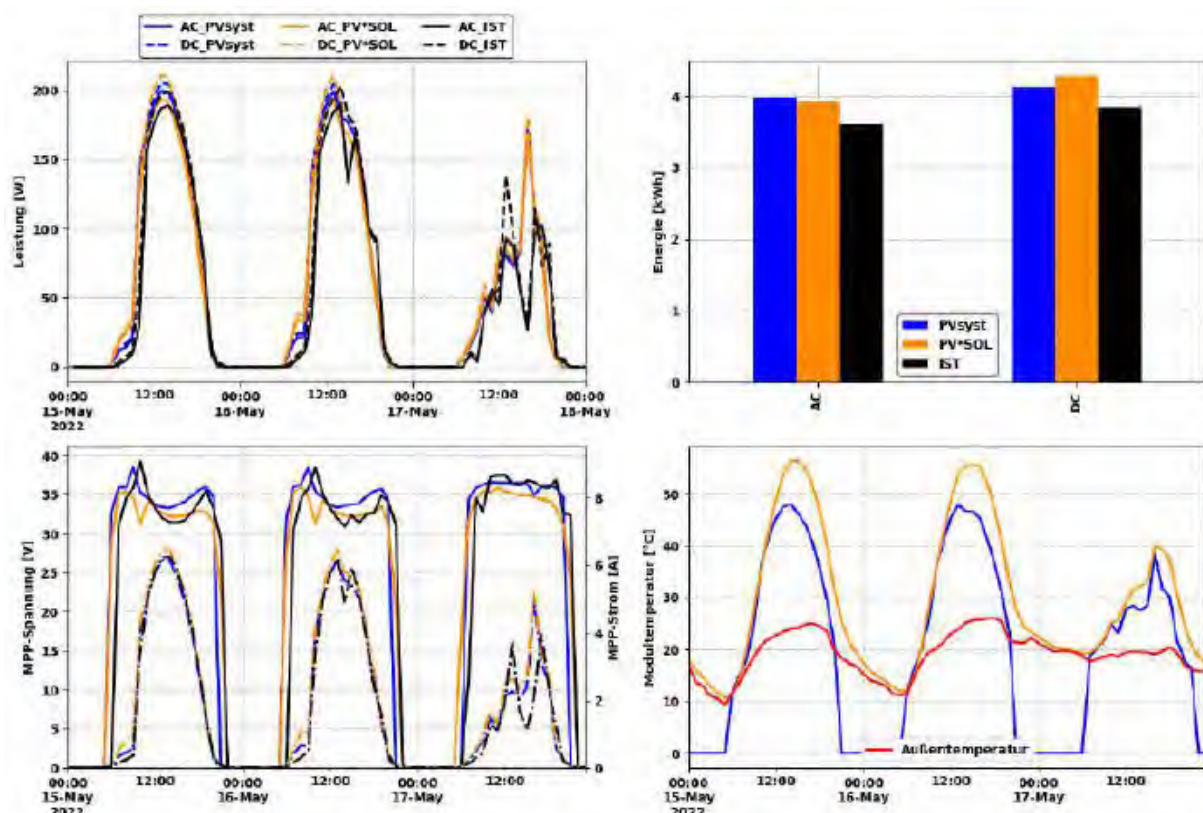 AC_PVsyst AC_PV*SOL AC_IST
DC_PVsyst DC_PV*SOL DC_IST
Leistung [W]
200
150
100
50
0
00:00 12:00 00:00 12:00 00:00 12:00 00:00
15-May 16-May 17-May 18-May
2022
Energie [kWh]
4
3
2
1
0
PVsyst
PV*SOL
IST
AC DC
MPP-Spannung [V]
40
35
30
25
20
15
10
5
0
MPP-Strom [A]
8
6
4
2
0
00:00 12:00 00:00 12:00 00:00 12:00
15-May 16-May 17-May
2022
Modultemperatur [°C]
50
40
30
20
10
0
Außentemperatur
00:00 12:00 00:00 12:00 00:00 12:00
15-May 16-May 17-May
2022